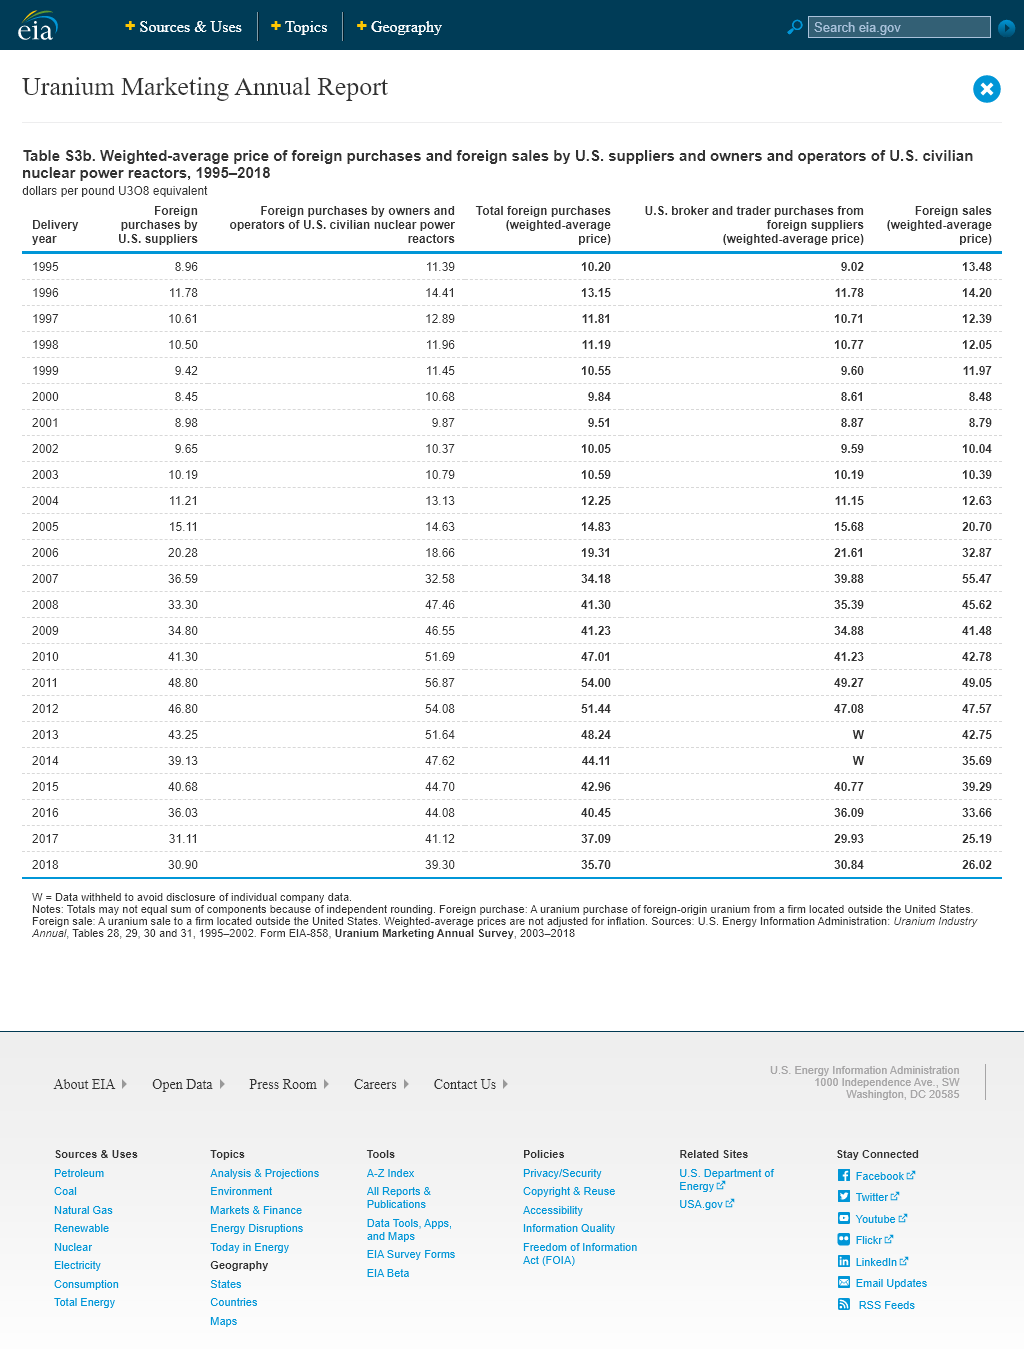 eia
Sources & Uses
Topics
Geography
Search eia.gov
Uranium Marketing Annual Report
Table S3b. Weighted-average price of foreign purchases and foreign sales by U.S. suppliers and owners and operators of U.S. civilian
nuclear power reactors, 1995–2018
dollars per pound U3O8 equivalent
Delivery year Foreign purchases by U.S. suppliers Foreign purchases by owners and operators of U.S. civilian nuclear power reactors Total foreign purchases (weighted-average price) U.S. broker and trader purchases from foreign suppliers (weighted-average price) Foreign sales (weighted-average price)
1995 8.96 11.39 10.20 9.02 13.48
1996 11.78 14.41 13.15 11.78 14.20
1997 10.61 12.89 11.81 10.71 12.39
1998 10.50 11.96 11.19 10.77 12.05
1999 9.42 11.45 10.55 9.60 11.97
2000 8.45 10.68 9.84 8.61 8.48
2001 8.98 9.87 9.51 8.87 8.79
2002 9.65 10.37 10.05 9.59 10.04
2003 10.19 10.79 10.59 10.19 10.39
2004 11.21 13.13 12.25 11.15 12.63
2005 15.11 14.63 14.83 15.68 20.70
2006 20.28 18.66 19.31 21.61 32.87
2007 36.59 32.58 34.18 39.88 55.47
2008 33.30 47.46 41.30 35.39 45.62
2009 34.80 46.55 41.23 34.88 41.48
2010 41.30 51.69 47.01 41.23 42.78
2011 48.80 56.87 54.00 49.27 49.05
2012 46.80 54.08 51.44 47.08 47.57
2013 43.25 51.64 48.24 W 42.75
2014 39.13 47.62 44.11 W 35.69
2015 40.68 44.70 42.96 40.77 39.29
2016 36.03 44.08 40.45 36.09 33.66
2017 31.11 41.12 37.09 29.93 25.19
2018 30.90 39.30 35.70 30.84 26.02
W = Data withheld to avoid disclosure of individual company data.
Notes: Totals may not equal sum of components because of independent rounding. Foreign purchase: A uranium purchase of foreign-origin uranium from a firm located outside the United States.
Foreign sale: A uranium sale to a firm located outside the United States. Weighted-average prices are not adjusted for inflation. Sources: U.S. Energy Information Administration: Uranium Industry
Annual, Tables 28, 29, 30 and 31, 1995–2002. Form EIA-858, Uranium Marketing Annual Survey, 2003–2018
About EIA
Open Data
Press Room
Careers
Contact Us
U.S. Energy Information Administration
1000 Independence Ave., SW
Washington, DC 20585
Sources & Uses
Petroleum
Coal
Natural Gas
Renewable
Nuclear
Electricity
Consumption
Total Energy
Topics
Analysis & Projections
Environment
Markets & Finance
Energy Disruptions
Today in Energy
Geography
States
Countries
Maps
Tools
A-Z Index
All Reports &
Publications
Data Tools, Apps,
and Maps
EIA Survey Forms
EIA Beta
Policies
Privacy/Security
Copyright & Reuse
Accessibility
Information Quality
Freedom of Information
Act (FOIA)
Related Sites
U.S. Department of
Energy
USA.gov
Stay Connected
Facebook
Twitter
Youtube
Flickr
LinkedIn
Email Updates
RSS Feeds